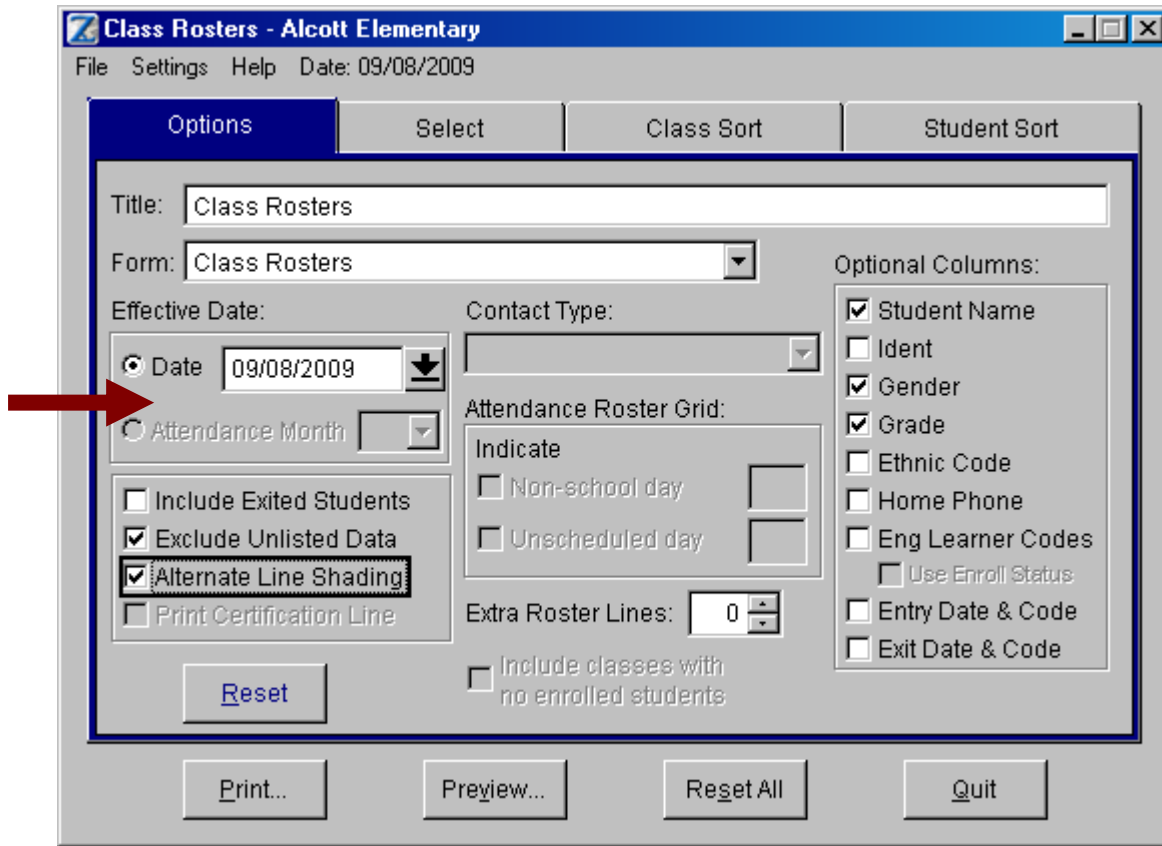 Class Rosters - Alcott Elementary
File Settings Help Date: 09/08/2009
Options Select Class Sort Student Sort
Title: Class Rosters
Form: Class Rosters
Effective Date:
Date 09/08/2009
Attendance Month
Include Exited Students
Exclude Unlisted Data
Alternate Line Shading
Print Certification Line
Reset
Contact Type:
Attendance Roster Grid:
Indicate
Non-school day
Unscheduled day
Extra Roster Lines: 0
Include classes with
no enrolled students
Optional Columns:
Student Name
Ident
Gender
Grade
Ethnic Code
Home Phone
Eng Learner Codes
Use Enroll Status
Entry Date & Code
Exit Date & Code
Print... Preview... Reset All Quit